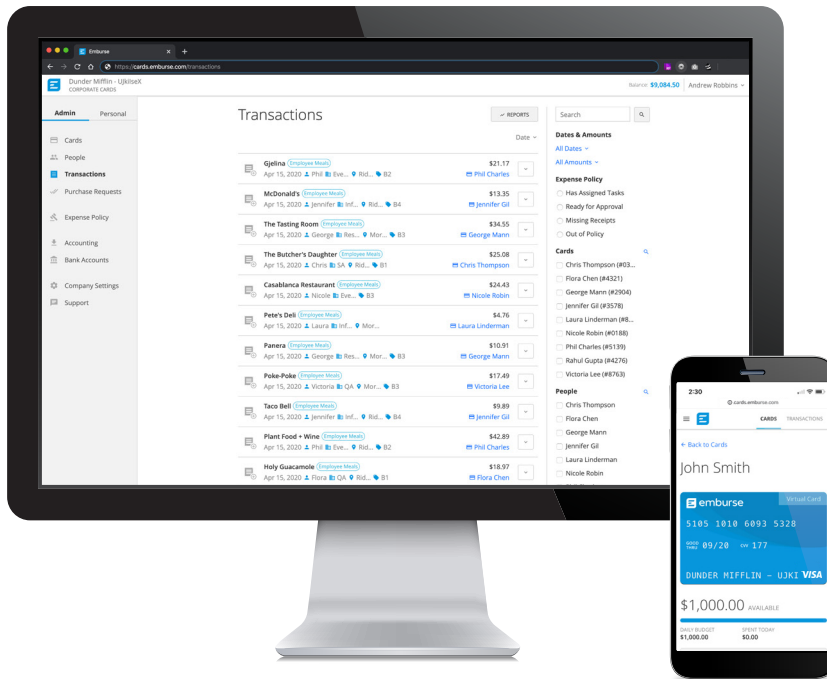 Emburse
https://cards.emburse.com/transactions
Dunder Mifflin - UjkliseX
CORPORATE CARDS
Balance $9,084.50 Andrew Robbins
Admin Personal
Cards
People
Transactions
Purchase Requests
Expense Policy
Accounting
Bank Accounts
Company Settings
Support
Transactions
REPORTS
Date
Gjelina Employee Meals $21.17
Apr 15, 2020 Phil Eve... Rid... B2 Phil Charles
McDonald's Employee Meals $13.35
Apr 15, 2020 Jennifer Inf... Rid... B4 Jennifer Gil
The Tasting Room Employee Meals $34.55
Apr 15, 2020 George Res... Mor... B3 George Mann
The Butcher's Daughter Employee Meals $25.08
Apr 15, 2020 Chris SA Rid... B1 Chris Thompson
Casablanca Restaurant Employee Meals $24.43
Apr 15, 2020 Nicole Eve... B3 Nicole Robin
Pete's Deli Employee Meals $4.76
Apr 15, 2020 Laura Inf... Mor... Laura Linderman
Panera Employee Meals $10.91
Apr 15, 2020 George Res... Mor... B3 George Mann
Poke-Poke Employee Meals $17.49
Apr 15, 2020 Victoria QA Mor... B3 Victoria Lee
Taco Bell Employee Meals $9.89
Apr 15, 2020 Jennifer Inf... Rid... B4 Jennifer Gil
Plant Food + Wine Employee Meals $42.89
Apr 15, 2020 Phil Eve... Rid... B2 Phil Charles
Holy Guacamole Employee Meals $18.97
Apr 15, 2020 Flora QA Rid... B1 Flora Chen
Search
Dates & Amounts
All Dates
All Amounts
Expense Policy
Has Assigned Tasks
Ready for Approval
Missing Receipts
Out of Policy
Cards
Chris Thompson (#03...
Flora Chen (#4321)
George Mann (#2904)
Jennifer Gil (#3578)
Laura Linderman (#8...
Nicole Robin (#0188)
Phil Charles (#5139)
Rahul Gupta (#4276)
Victoria Lee (#8763)
People
Chris Thompson
Flora Chen
George Mann
Jennifer Gil
Laura Linderman
Nicole Robin
2:30
cards.emburse.com
CARDS TRANSACTIONS
← Back to Cards
John Smith
emburse Virtual Card
5105 1010 6093 5328
GOOD THRU 09/20 CVV 177
DUNDER MIFFLIN - UJKI VISA
$1,000.00 AVAILABLE
DAILY BUDGET SPENT TODAY
$1,000.00 $0.00